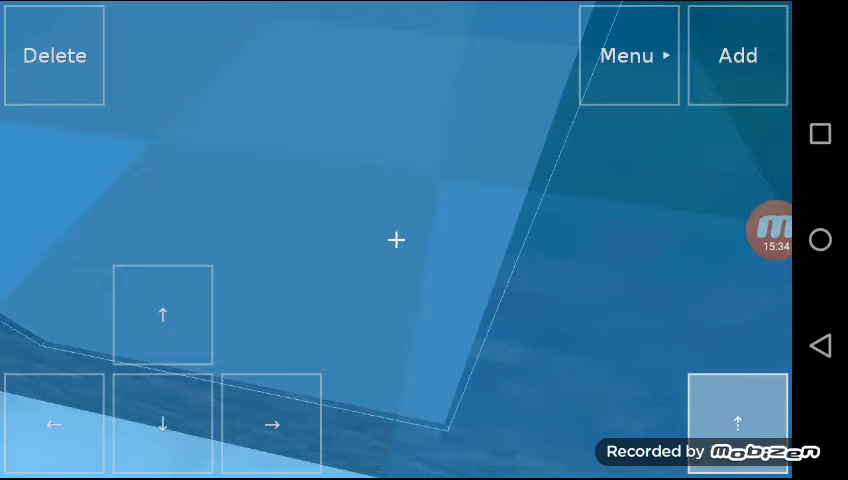 Delete
Menu ▸
Add
15:34
↑
← ↓ → ⇡
Recorded by mobizen